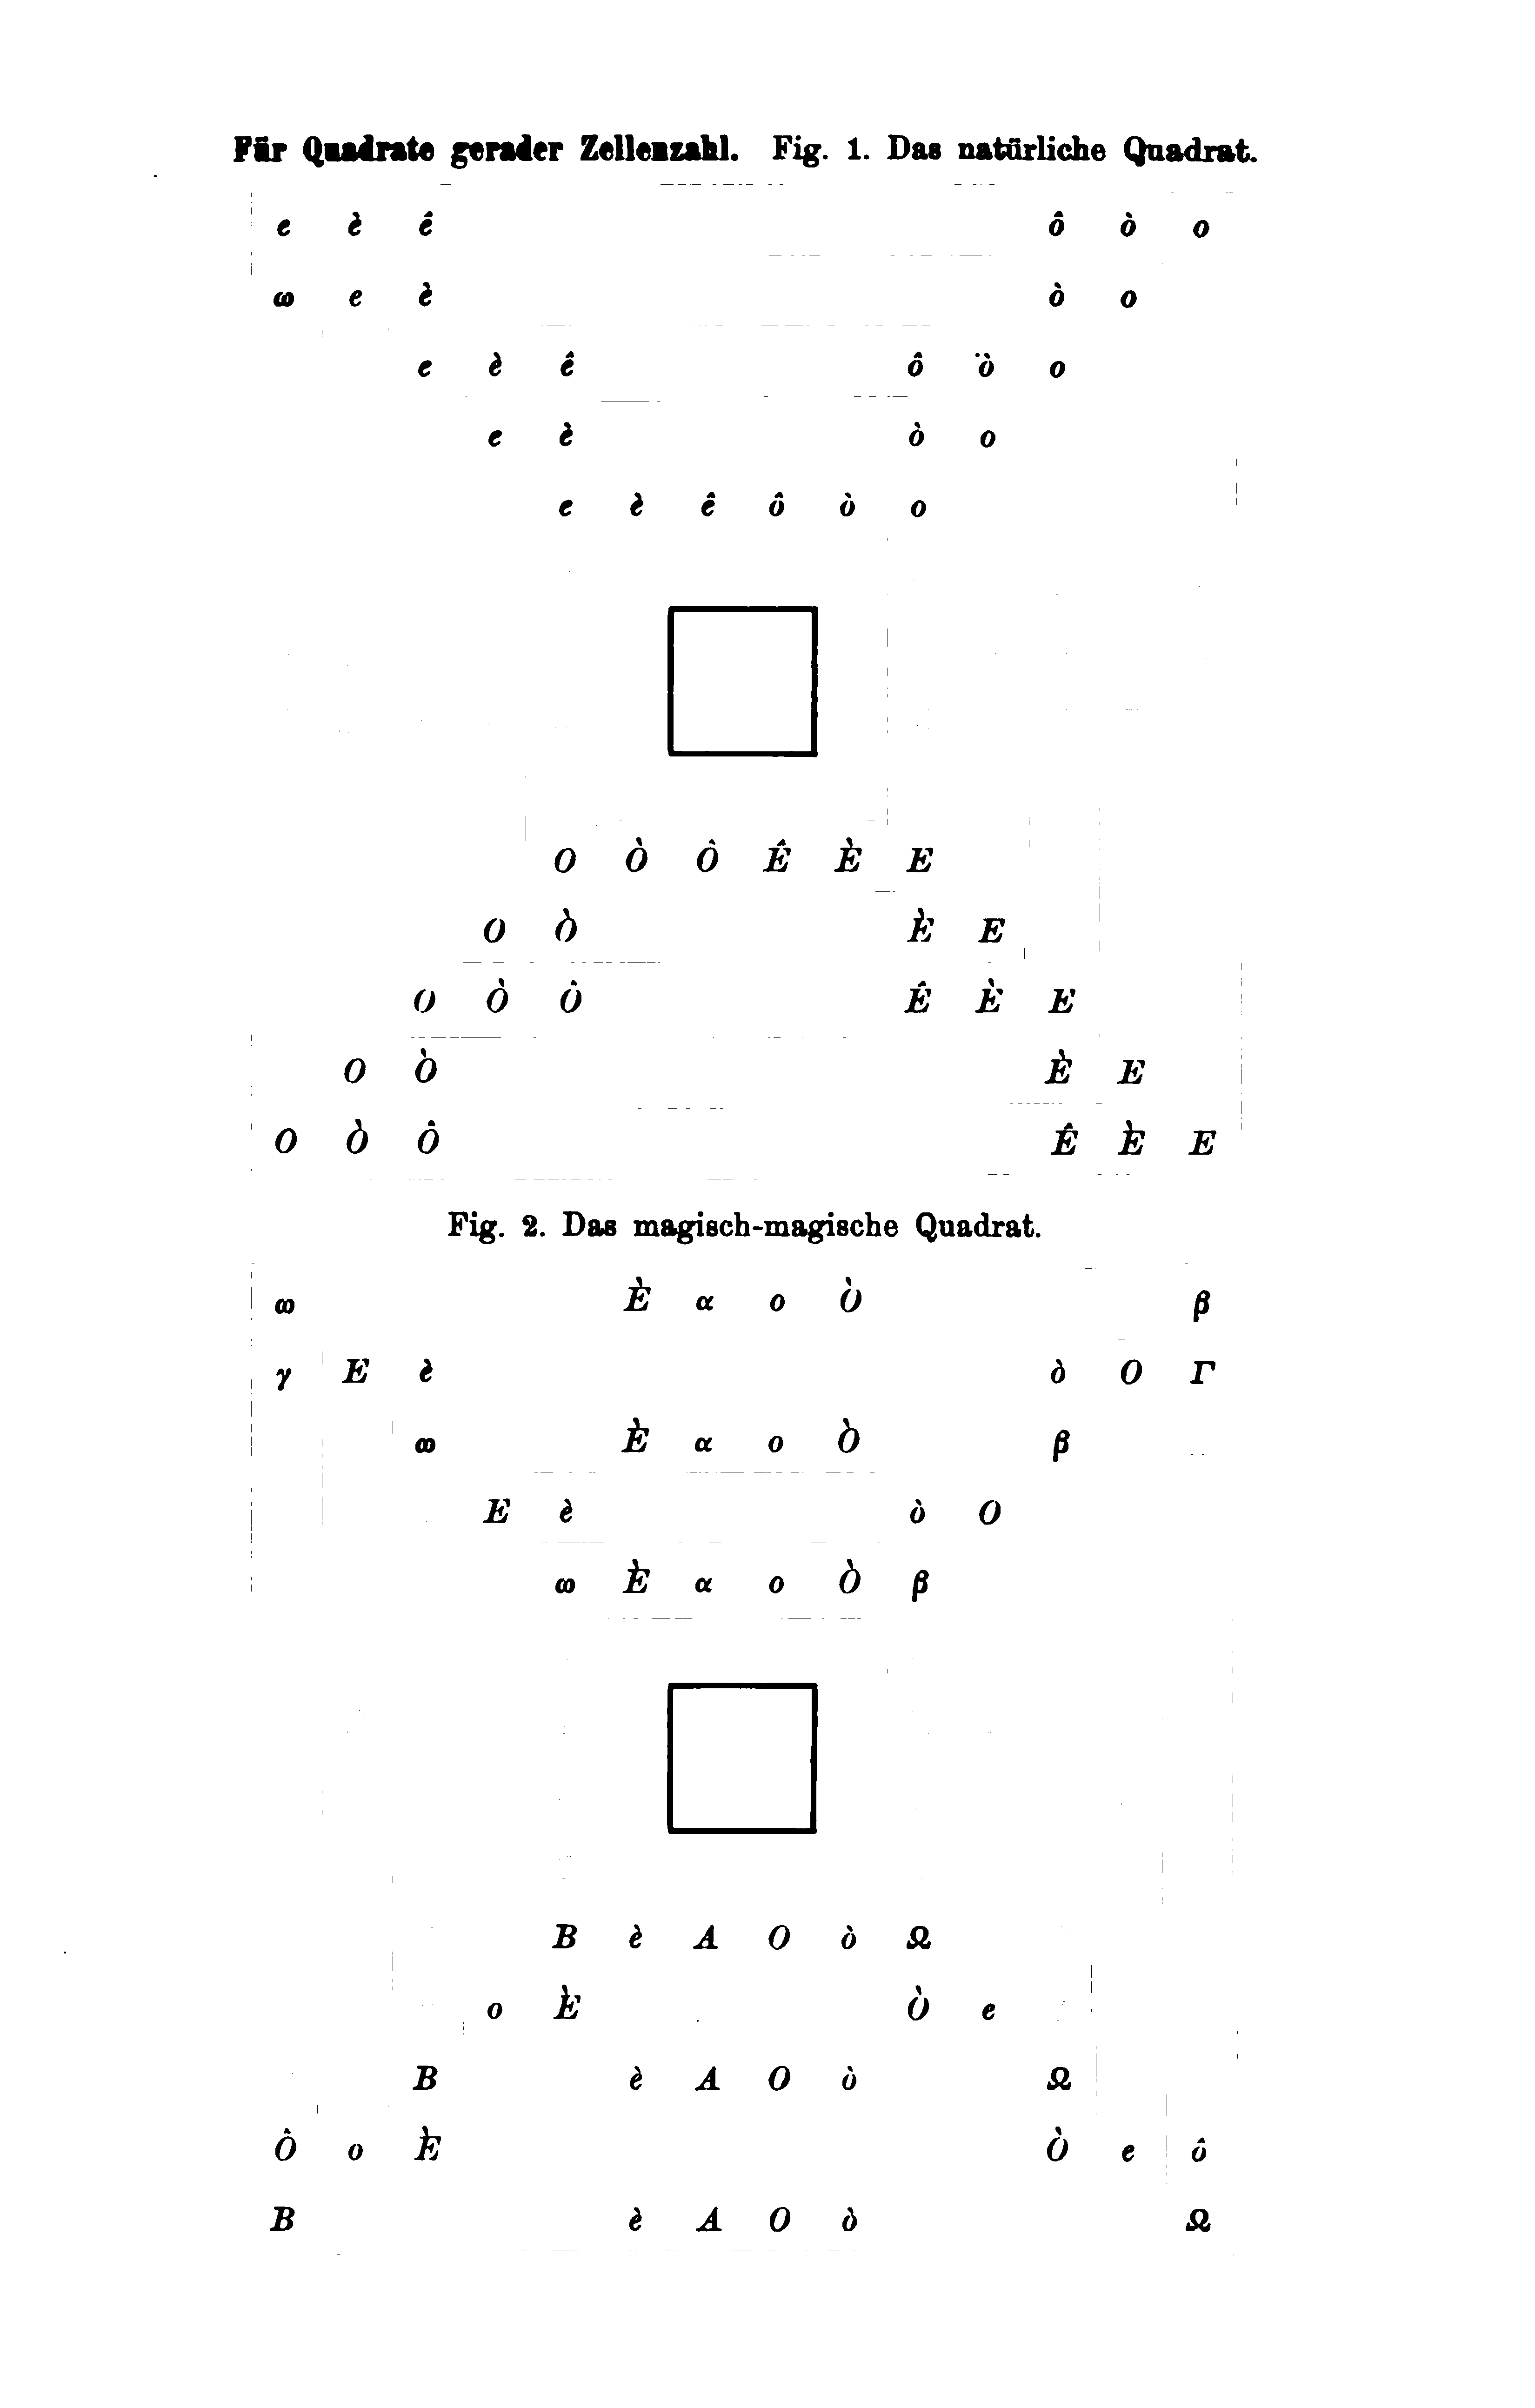 Für Quadrate gerader Zellenzahl. Fig. 1. Das natürliche Quadrat.
e è ê ô ò o
ω e è ò o
e è ê ô ò o
e è ò o
e è ê ô ò o
O Ò Ô Ê È E
O Ò È E
O Ò Ô Ê È E
O Ò È E
O Ò Ô Ê È E
Fig. 2. Das magisch-magische Quadrat.
ω È α o Ò β
γ E è ò O Γ
ω È α o Ò β
E è ò O
ω È α o Ò β
B è A O ò Ω
o È Ò e
B è A O ò Ω
Ô o È Ò e ô
B è A O ò Ω